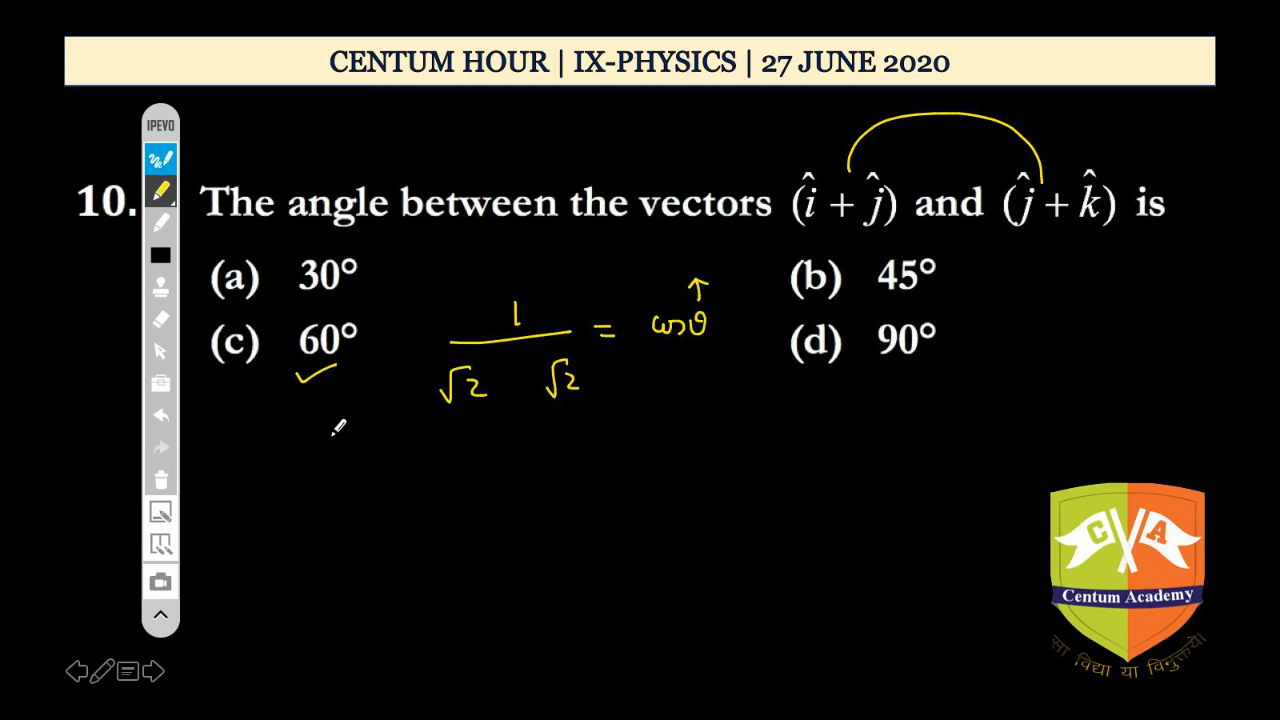 CENTUM HOUR | IX-PHYSICS | 27 JUNE 2020
IPEVO
10. The angle between the vectors (î + ĵ) and (ĵ + k̂) is
(a) 30° (b) 45°
(c) 60° (d) 90°
1
= cosθ
√2 √2
C A
Centum Academy
सा विद्या या विमुक्तये।